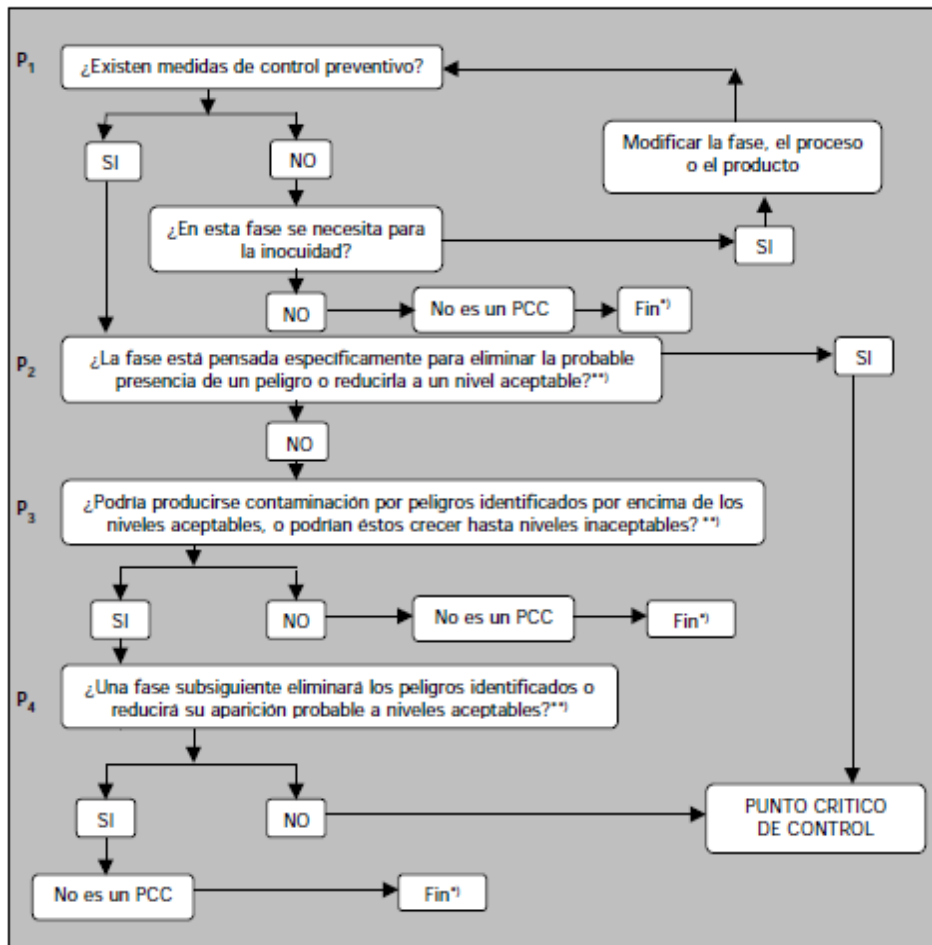 P1
¿Existen medidas de control preventivo?
SI
NO
Modificar la fase, el proceso
o el producto
¿En esta fase se necesita para
la inocuidad?
SI
NO
No es un PCC
Fin*)
P2
¿La fase está pensada específicamente para eliminar la probable
presencia de un peligro o reducirla a un nivel aceptable?**)
SI
NO
P3
¿Podría producirse contaminación por peligros identificados por encima de los
niveles aceptables, o podrían éstos crecer hasta niveles inaceptables? **)
SI
NO
No es un PCC
Fin*)
P4
¿Una fase subsiguiente eliminará los peligros identificados o
reducirá su aparición probable a niveles aceptables?**)
SI
NO
PUNTO CRITICO
DE CONTROL
No es un PCC
Fin*)